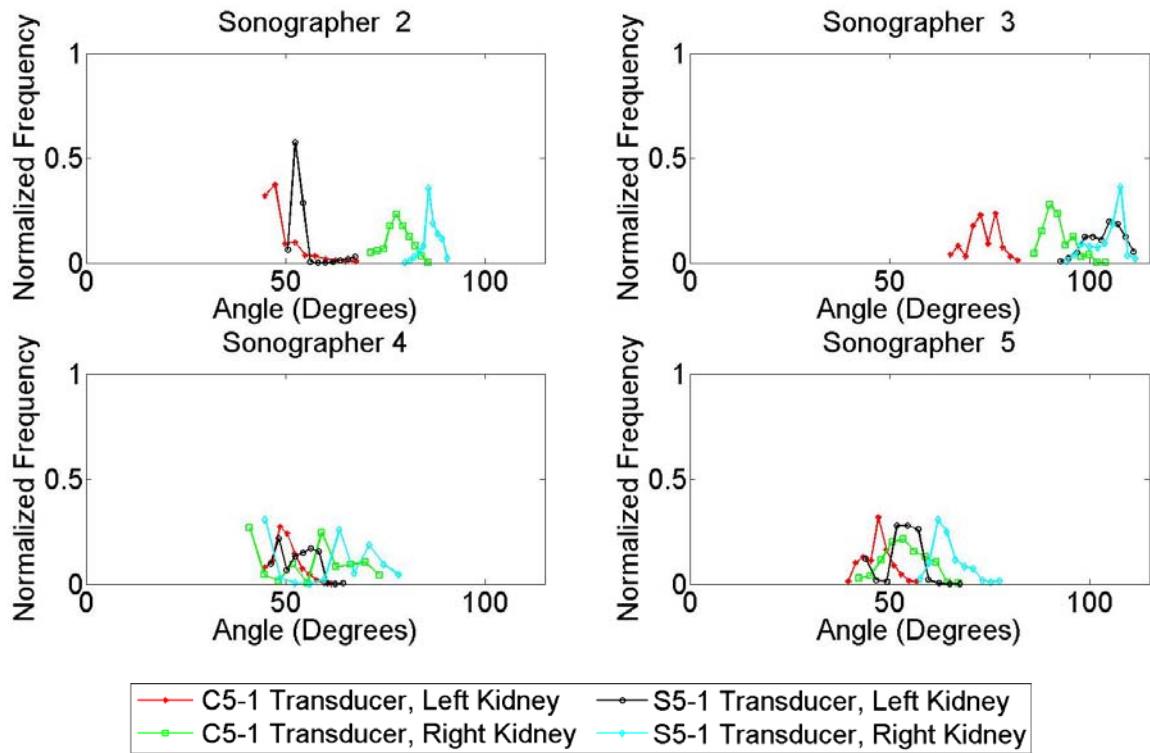 Sonographer 2
Normalized Frequency
1
0.5
0
0
50
100
Angle (Degrees)
Sonographer 3
Normalized Frequency
1
0.5
0
0
50
100
Angle (Degrees)
Sonographer 4
Normalized Frequency
1
0.5
0
0
50
100
Angle (Degrees)
Sonographer 5
Normalized Frequency
1
0.5
0
0
50
100
Angle (Degrees)
C5-1 Transducer, Left Kidney
S5-1 Transducer, Left Kidney
C5-1 Transducer, Right Kidney
S5-1 Transducer, Right Kidney